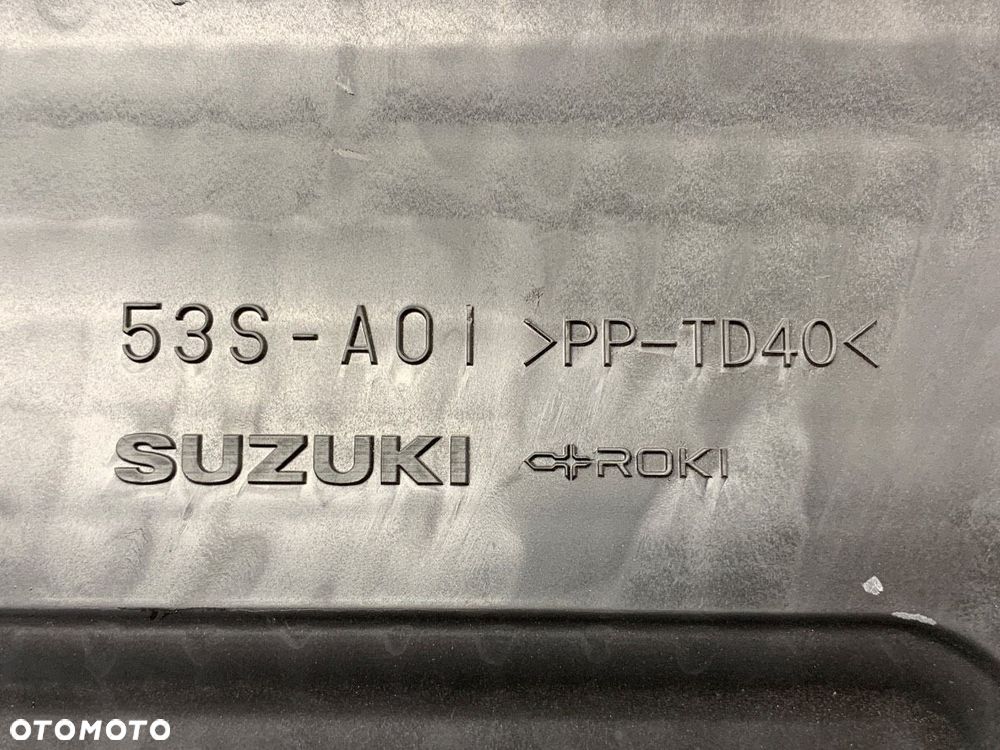 53S-A01 >PP-TD40<
SUZUKI ROKI
OTOMOTO